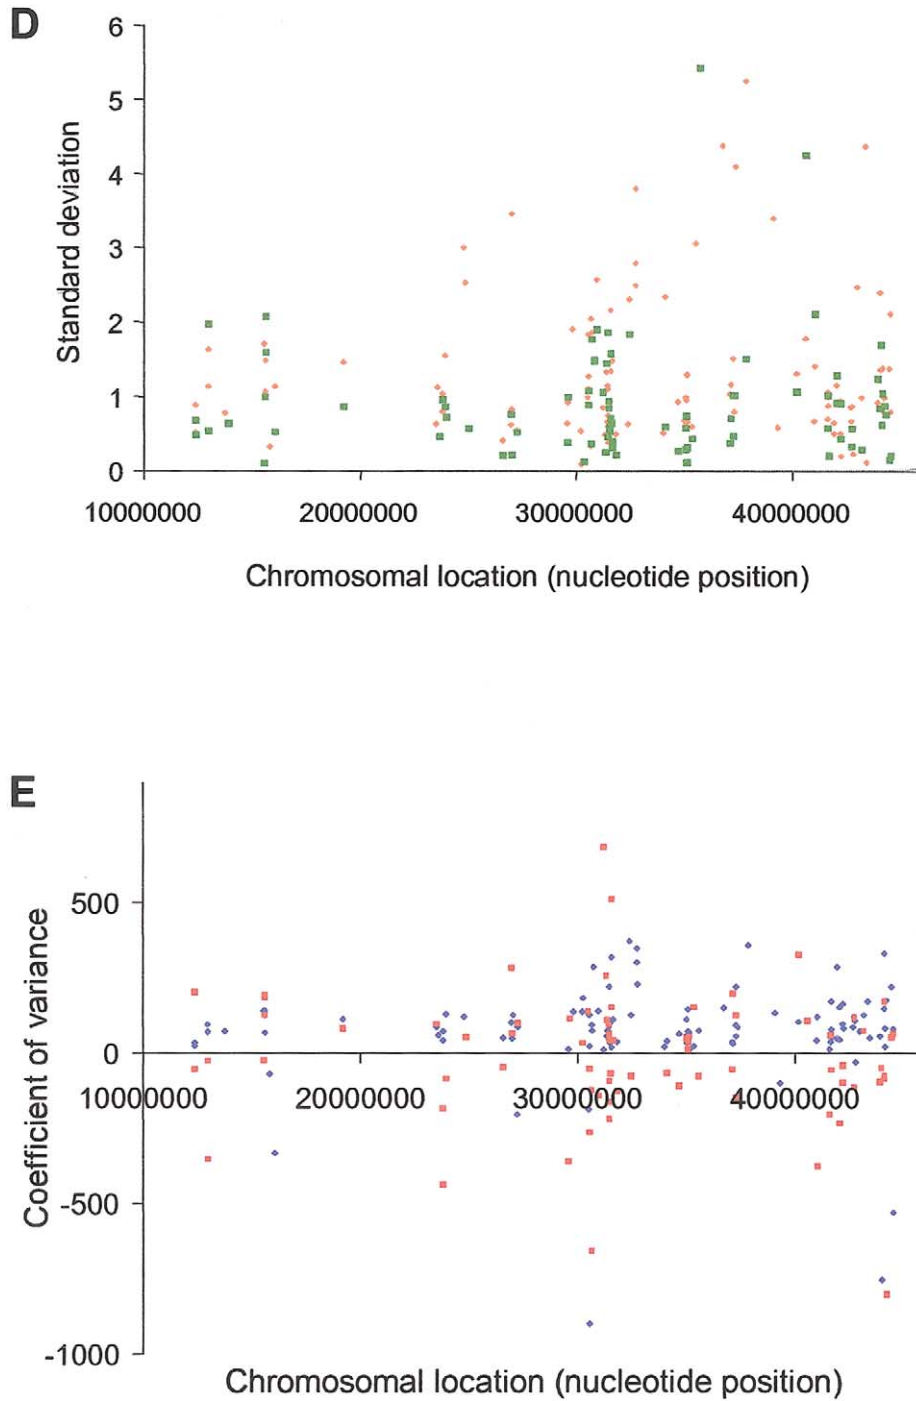 D
6
5
4
3
2
1
0
Standard deviation
10000000 20000000 30000000 40000000
Chromosomal location (nucleotide position)
E
500
0
-500
-1000
Coefficient of variance
10000000 20000000 30000000 40000000
Chromosomal location (nucleotide position)